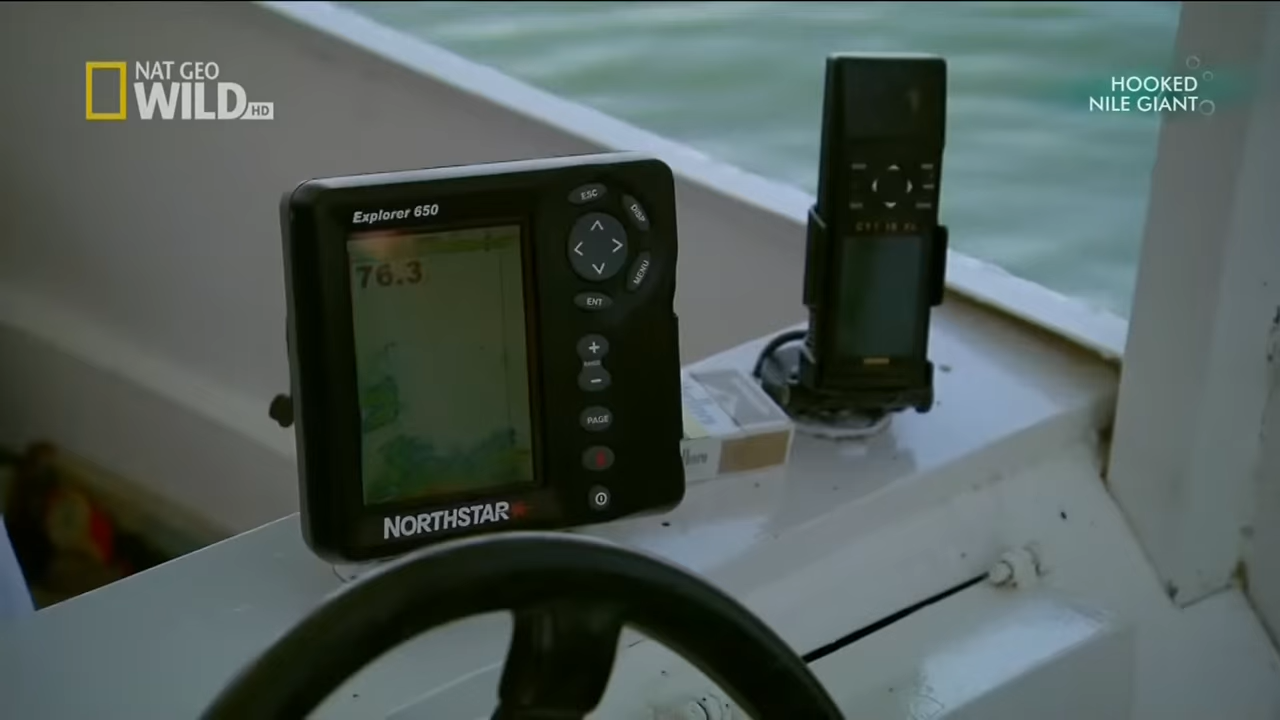 NAT GEO
WILD HD
HOOKED
NILE GIANT
Explorer 650
76.3
ESC
DISP
MENU
ENT
+
-
PAGE
NORTHSTAR